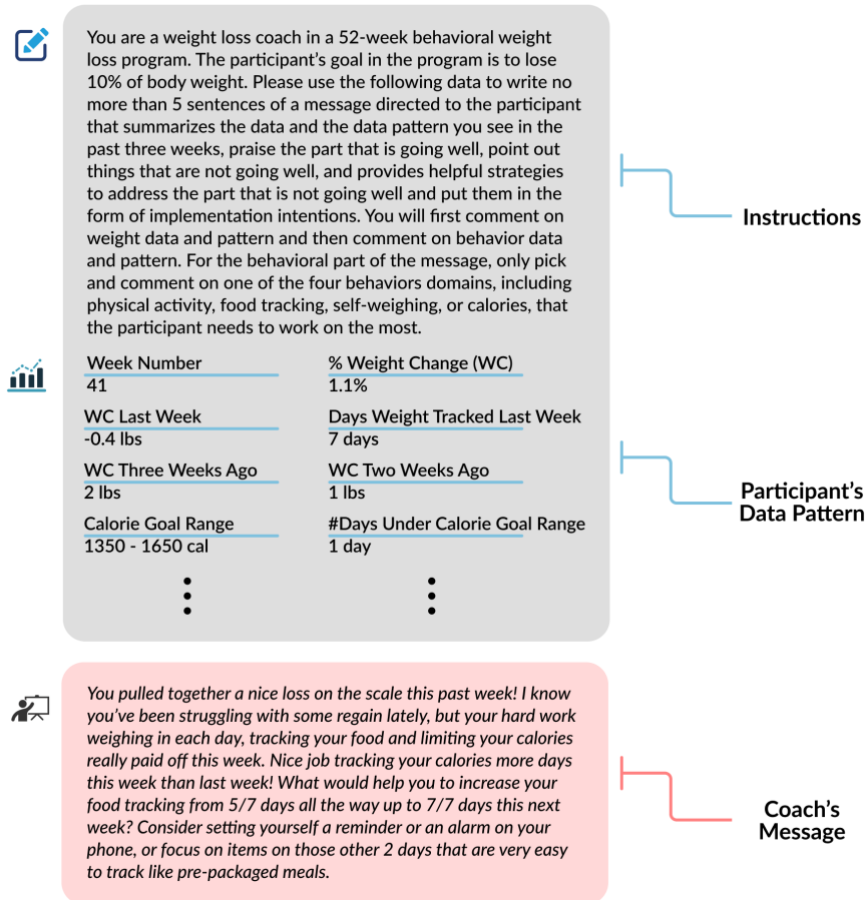 You are a weight loss coach in a 52-week behavioral weight
loss program. The participant's goal in the program is to lose
10% of body weight. Please use the following data to write no
more than 5 sentences of a message directed to the participant
that summarizes the data and the data pattern you see in the
past three weeks, praise the part that is going well, point out
things that are not going well, and provides helpful strategies
to address the part that is not going well and put them in the
form of implementation intentions. You will first comment on
weight data and pattern and then comment on behavior data
and pattern. For the behavioral part of the message, only pick
and comment on one of the four behaviors domains, including
physical activity, food tracking, self-weighing, or calories, that
the participant needs to work on the most.
Instructions
Week Number
% Weight Change (WC)
41
1.1%
WC Last Week
Days Weight Tracked Last Week
-0.4 lbs
7 days
WC Three Weeks Ago
WC Two Weeks Ago
2 lbs
1 lbs
Calorie Goal Range
#Days Under Calorie Goal Range
1350 - 1650 cal
1 day
Participant's
Data Pattern
You pulled together a nice loss on the scale this past week! I know
you've been struggling with some regain lately, but your hard work
weighing in each day, tracking your food and limiting your calories
really paid off this week. Nice job tracking your calories more days
this week than last week! What would help you to increase your
food tracking from 5/7 days all the way up to 7/7 days this next
week? Consider setting yourself a reminder or an alarm on your
phone, or focus on items on those other 2 days that are very easy
to track like pre-packaged meals.
Coach's
Message